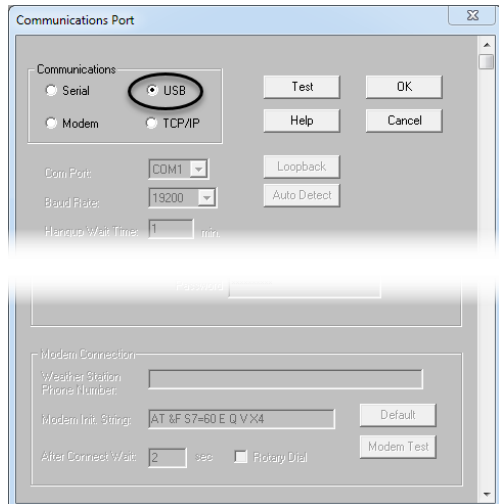 Communications Port
Communications
Serial USB Test OK
Modem TCP/IP Help Cancel
Com Port: COM1 Loopback
Baud Rate: 19200 Auto Detect
Hangup Wait Time: 1 min.
Modem Connection
Weather Station
Phone Number:
Modem Init. String: AT &F S7=60 E Q V X4 Default
After Connect Wait: 2 sec Rotary Dial Modem Test